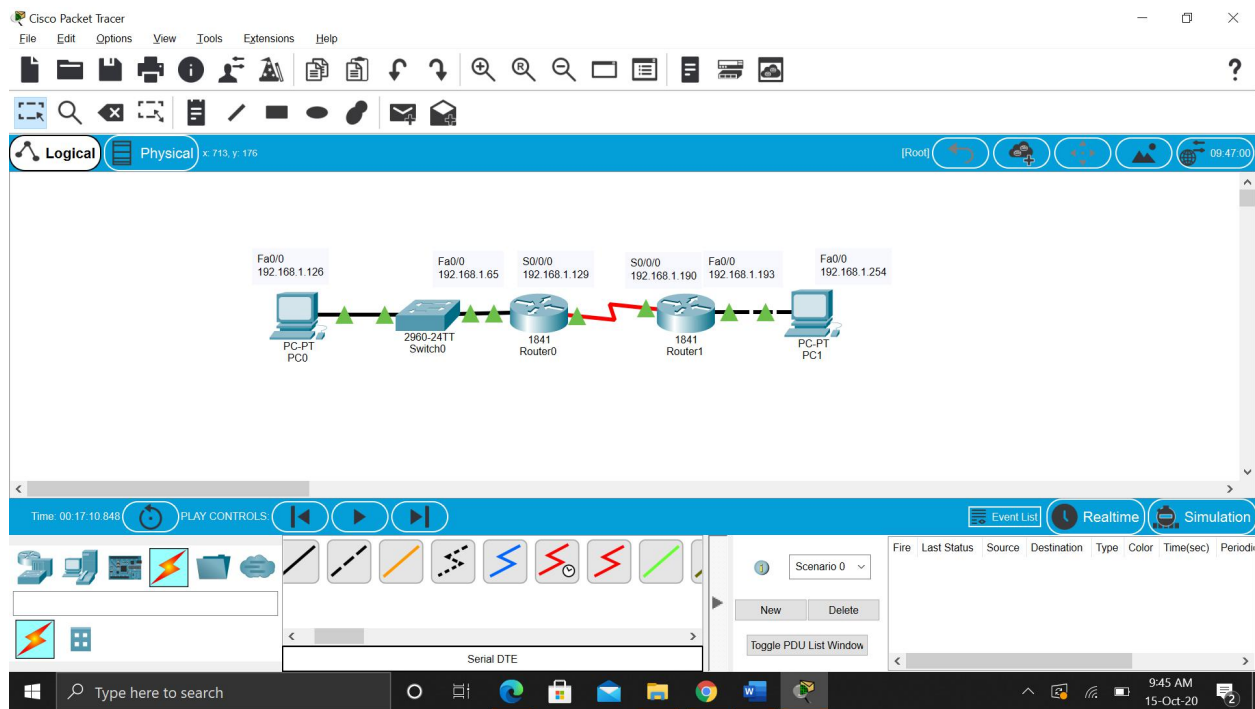 Cisco Packet Tracer
File Edit Options View Tools Extensions Help
?
Logical Physical x: 713, y: 176 [Root] 09:47:00
Fa0/0
192.168.1.126
Fa0/0
192.168.1.65
S0/0/0
192.168.1.129
S0/0/0
192.168.1.190
Fa0/0
192.168.1.193
Fa0/0
192.168.1.254
PC-PT
PC0
2960-24TT
Switch0
1841
Router0
1841
Router1
PC-PT
PC1
Time: 00:17:10.848 PLAY CONTROLS: Event List Realtime Simulation
Scenario 0
New Delete
Toggle PDU List Window
Fire Last Status Source Destination Type Color Time(sec) Periodi
Serial DTE
Type here to search
9:45 AM
15-Oct-20
2